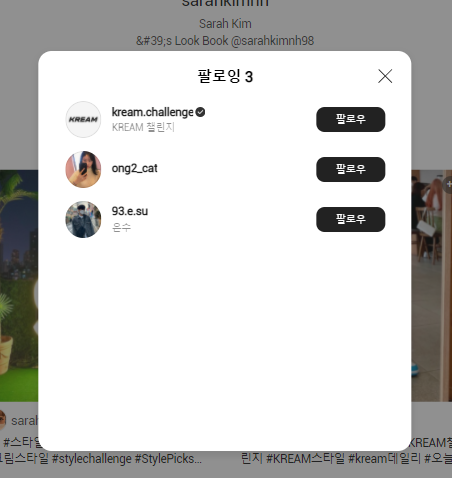 sarahkimnh
Sarah Kim
&#39;s Look Book @sarahkimnh98
팔로잉 3
KREAM
kream.challenge
KREAM 챌린지
팔로우
ong2_cat
팔로우
93.e.su
은수
팔로우
sarah
#스타일
림스타일 #stylechallenge #StylePicks...
KREAM챌
린지 #KREAM스타일 #kream데일리 #오늘